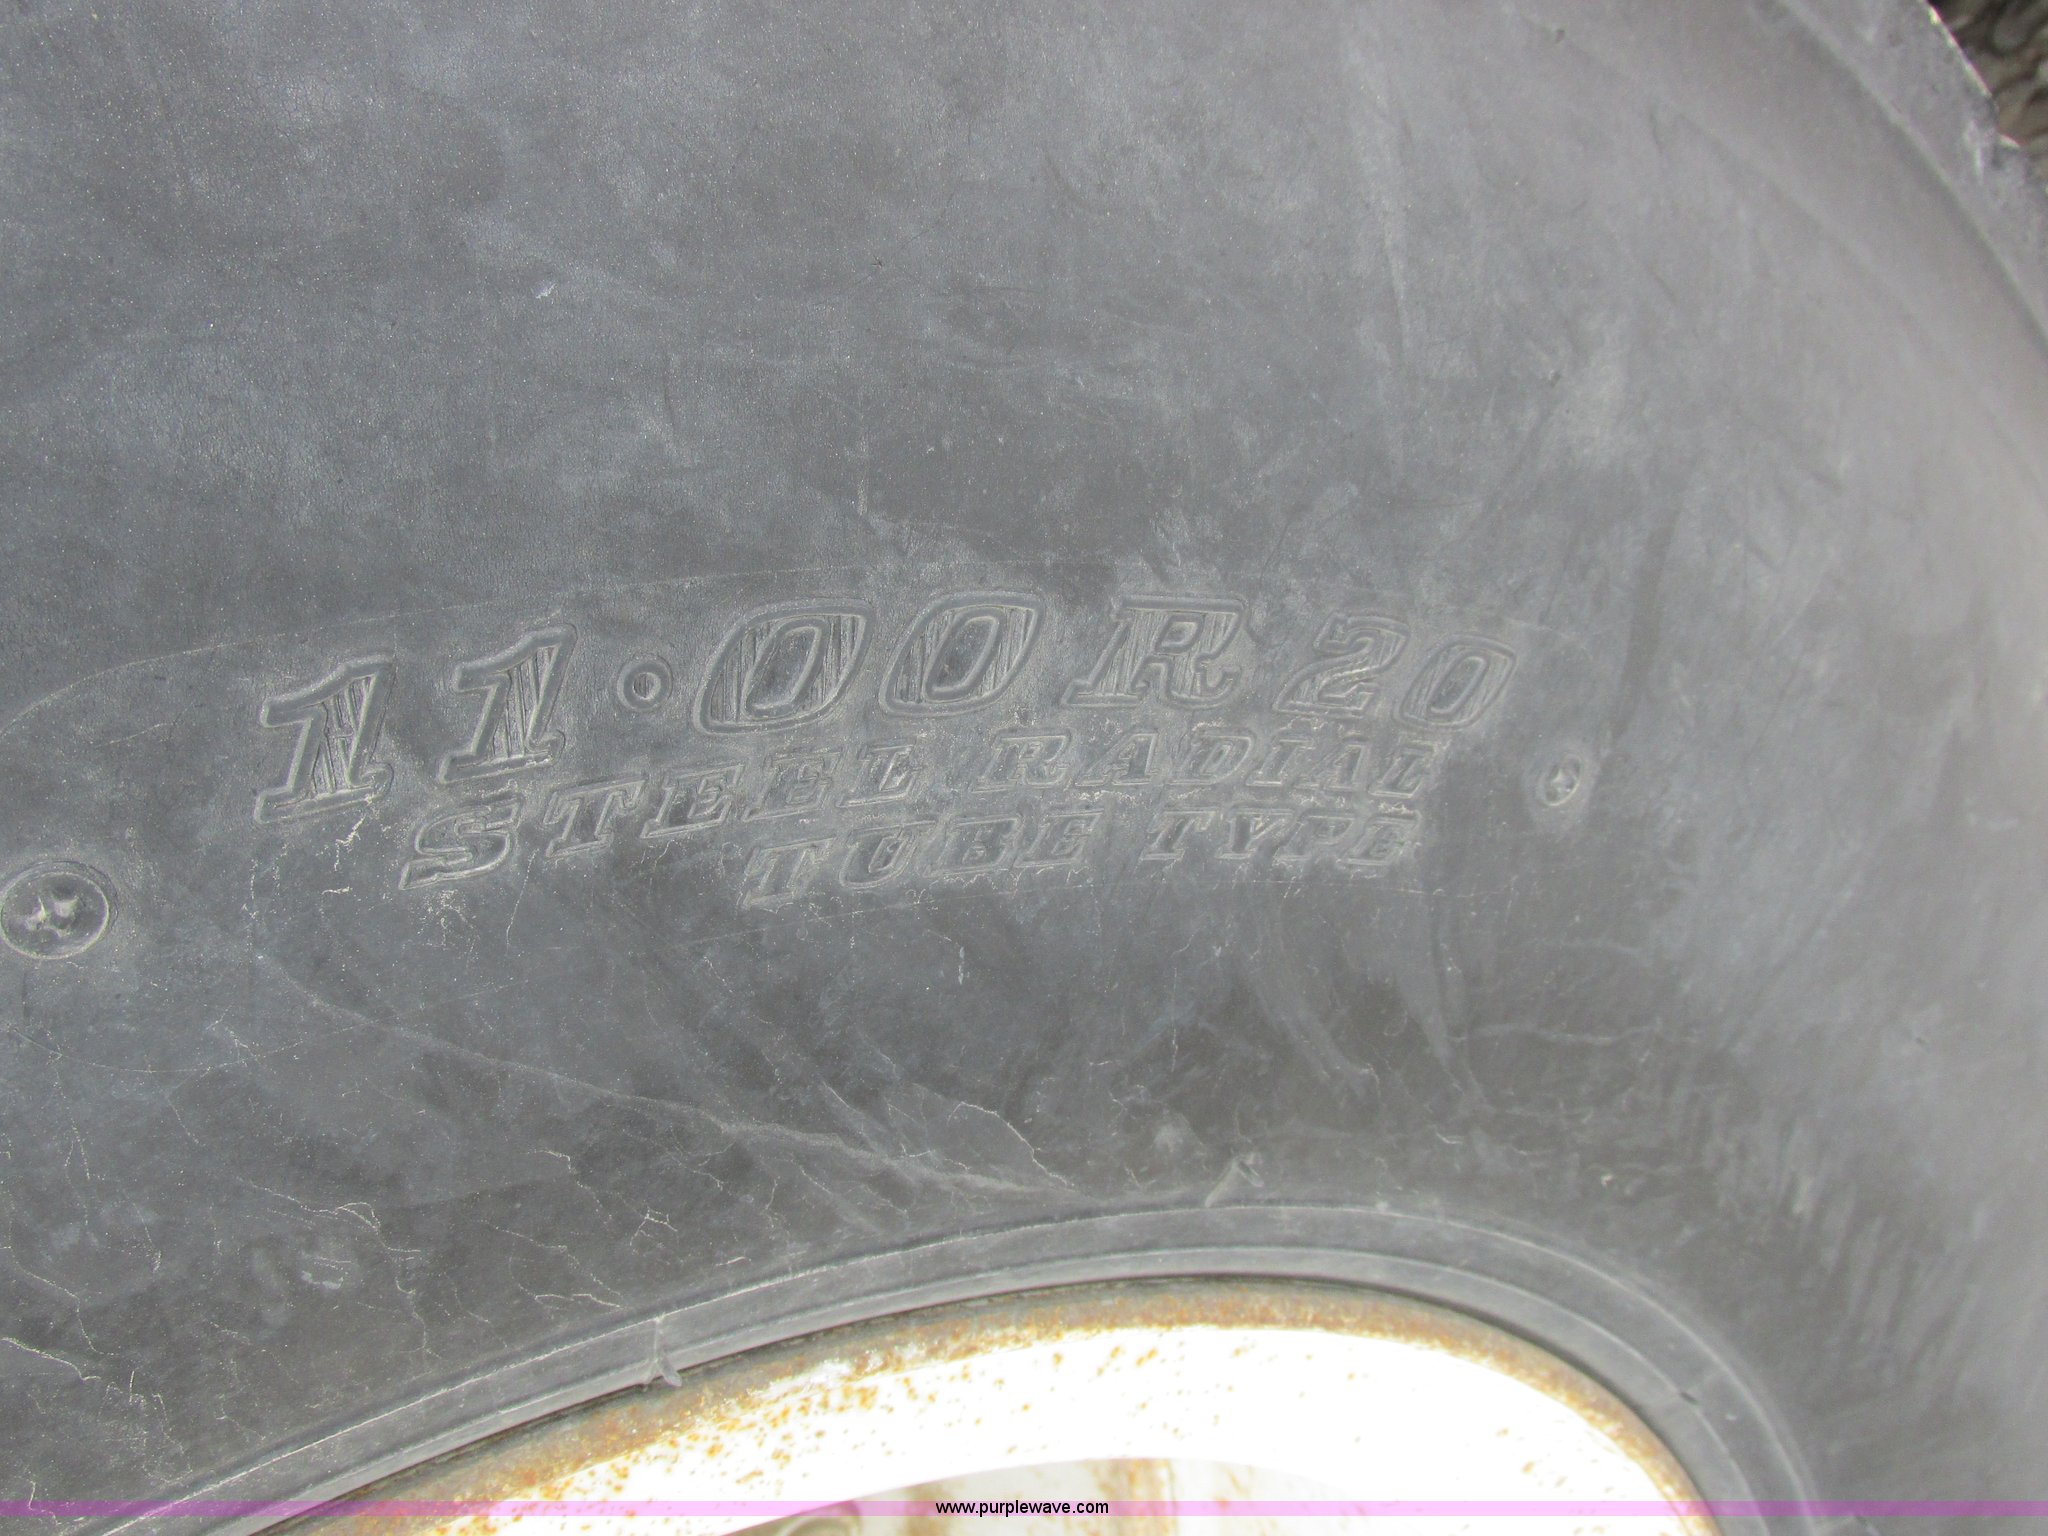 11·00R20
STEEL RADIAL
TUBE TYPE
www.purplewave.com